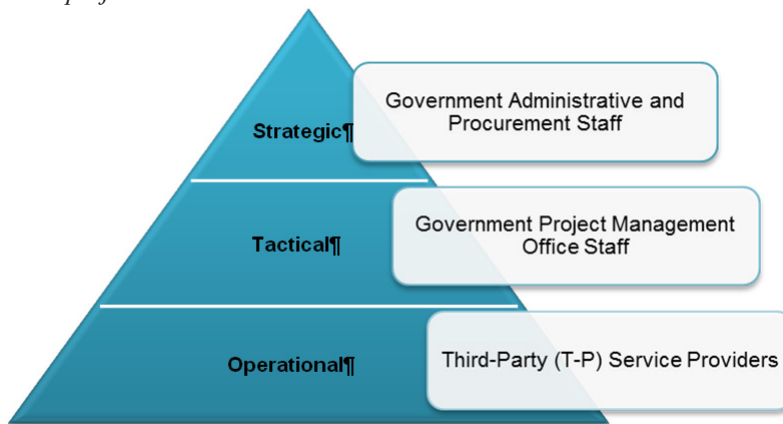 Strategic¶
Government Administrative and
Procurement Staff
Tactical¶
Government Project Management
Office Staff
Operational¶
Third-Party (T-P) Service Providers